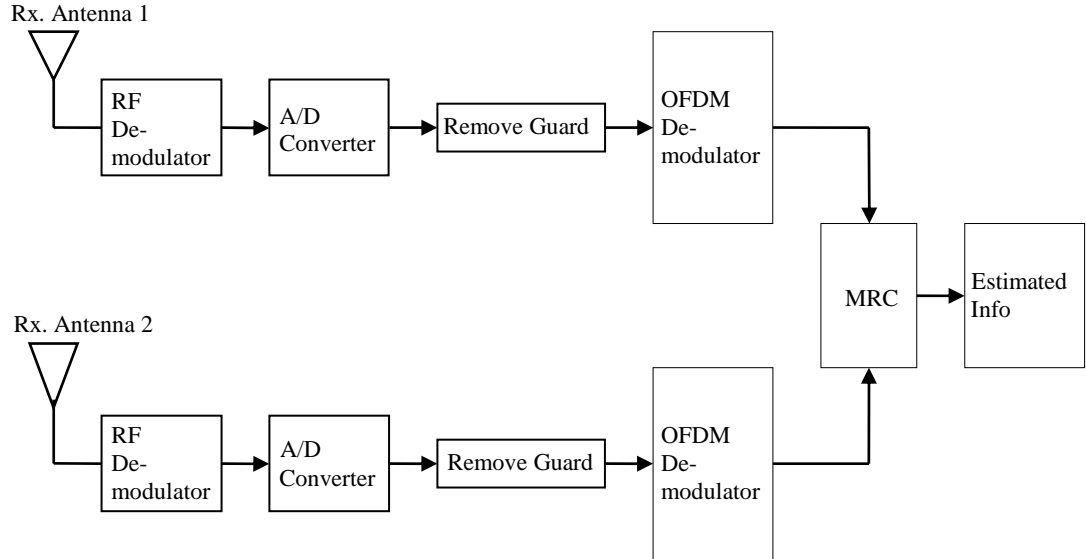 Rx. Antenna 1
RF
De-
modulator
A/D
Converter
Remove Guard
OFDM
De-
modulator
MRC
Estimated
Info
Rx. Antenna 2
RF
De-
modulator
A/D
Converter
Remove Guard
OFDM
De-
modulator